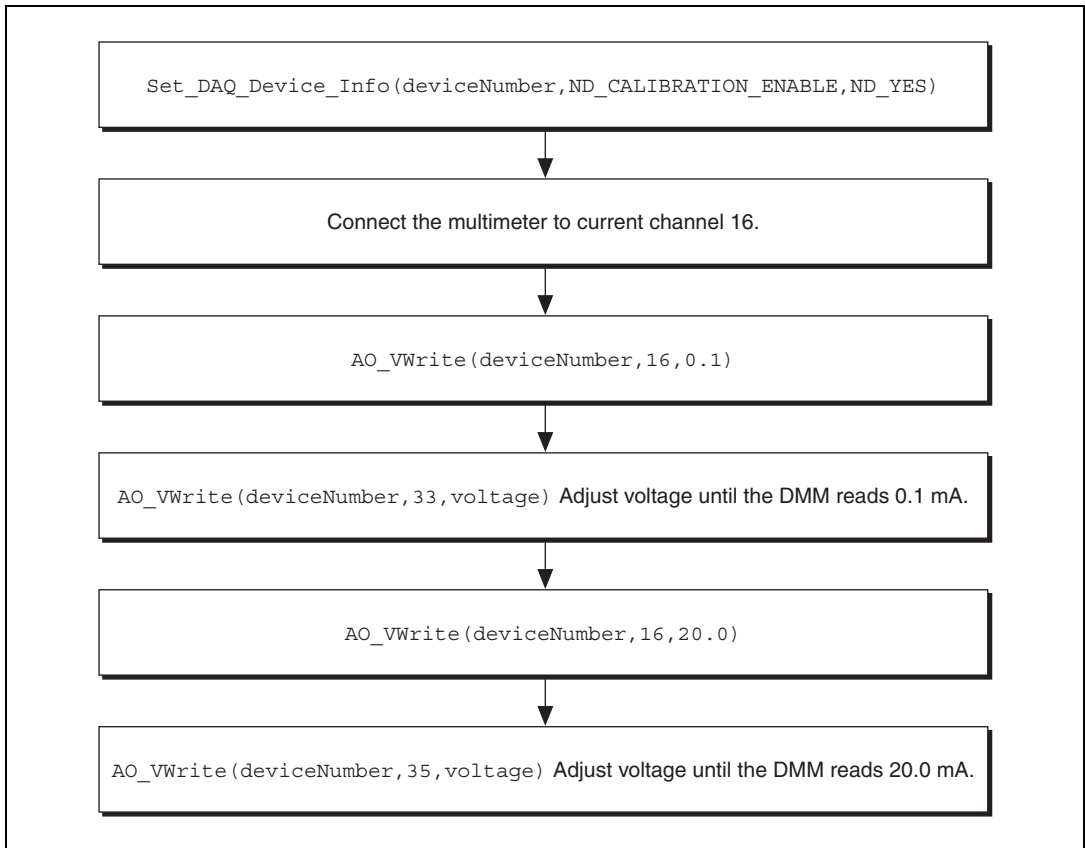 Set_DAQ_Device_Info(deviceNumber,ND_CALIBRATION_ENABLE,ND_YES)
Connect the multimeter to current channel 16.
AO_VWrite(deviceNumber,16,0.1)
AO_VWrite(deviceNumber,33,voltage) Adjust voltage until the DMM reads 0.1 mA.
AO_VWrite(deviceNumber,16,20.0)
AO_VWrite(deviceNumber,35,voltage) Adjust voltage until the DMM reads 20.0 mA.